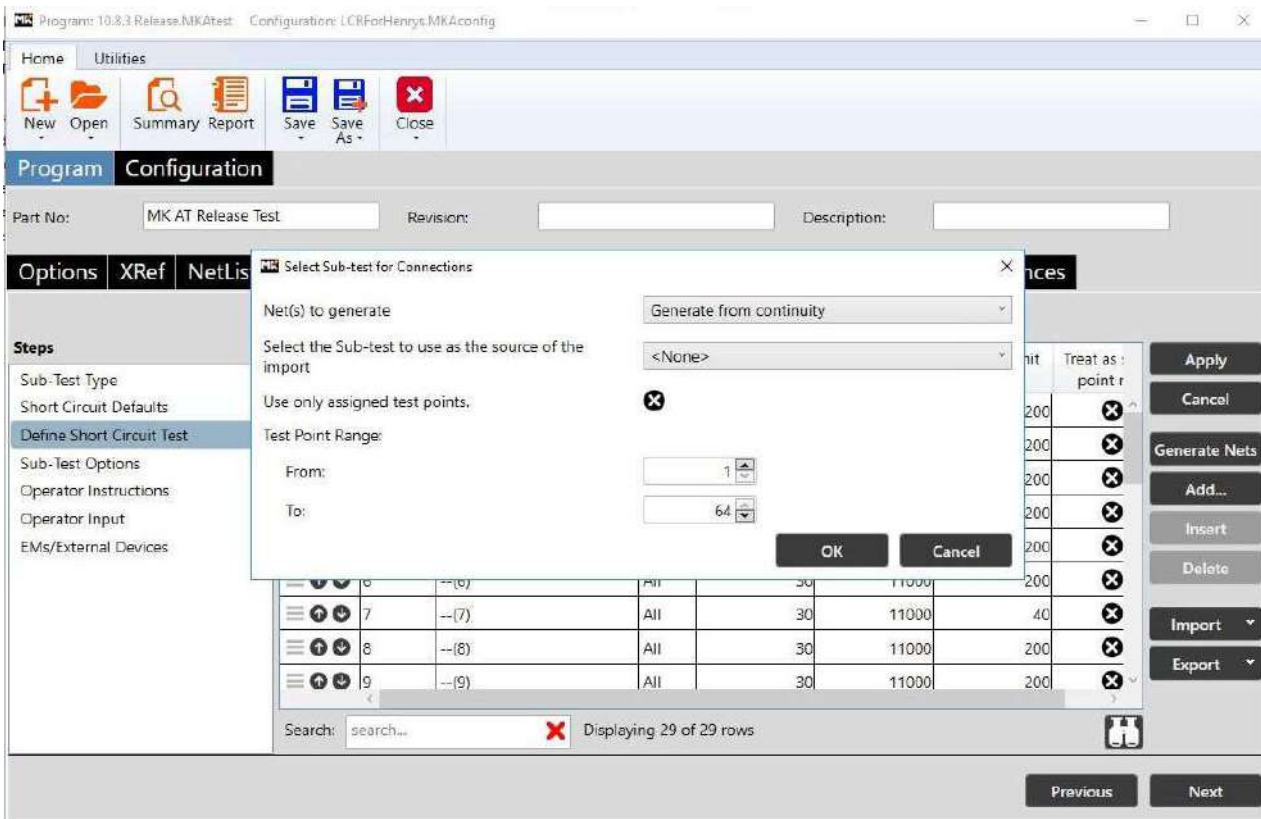 MK Program: 10.8.3 Release.MKAtest Configuration: LCRForHenrys.MKAconfig
Home Utilities
New Open Summary Report Save Save As Close
Program Configuration
Part No: MK AT Release Test Revision: Description:
Options XRef NetLis nces
MK Select Sub-test for Connections
Net(s) to generate Generate from continuity
Select the Sub-test to use as the source of the
import
<None>
Use only assigned test points.
Test Point Range:
From: 1
To: 64
OK Cancel
Steps
Sub-Test Type
Short Circuit Defaults
Define Short Circuit Test
Sub-Test Options
Operator Instructions
Operator Input
EMs/External Devices
Treat as
point r
200
200
200
200
200
6 --(6) All 30 11000 200
7 --(7) All 30 11000 40
8 --(8) All 30 11000 200
9 --(9) All 30 11000 200
Search: search... Displaying 29 of 29 rows
Apply
Cancel
Generate Nets
Add...
Insert
Delete
Import
Export
Previous Next